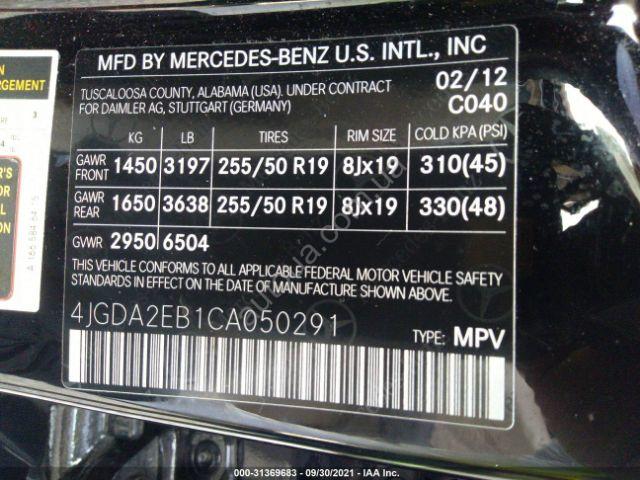 MFD BY MERCEDES-BENZ U.S. INTL., INC
TUSCALOOSA COUNTY, ALABAMA (USA). UNDER CONTRACT
FOR DAIMLER AG, STUTTGART (GERMANY)
02/12
C040
KG LB TIRES RIM SIZE COLD KPA (PSI)
GAWR FRONT 1450 3197 255/50 R19 8Jx19 310(45)
GAWR REAR 1650 3638 255/50 R19 8Jx19 330(48)
GVWR 2950 6504
THIS VEHICLE CONFORMS TO ALL APPLICABLE FEDERAL MOTOR VEHICLE SAFETY
STANDARDS IN EFFECT ON THE DATE OF MANUFACTURE SHOWN ABOVE.
4JGDA2EB1CA050291
TYPE: MPV
000-31369683 - 09/30/2021 - IAA Inc.